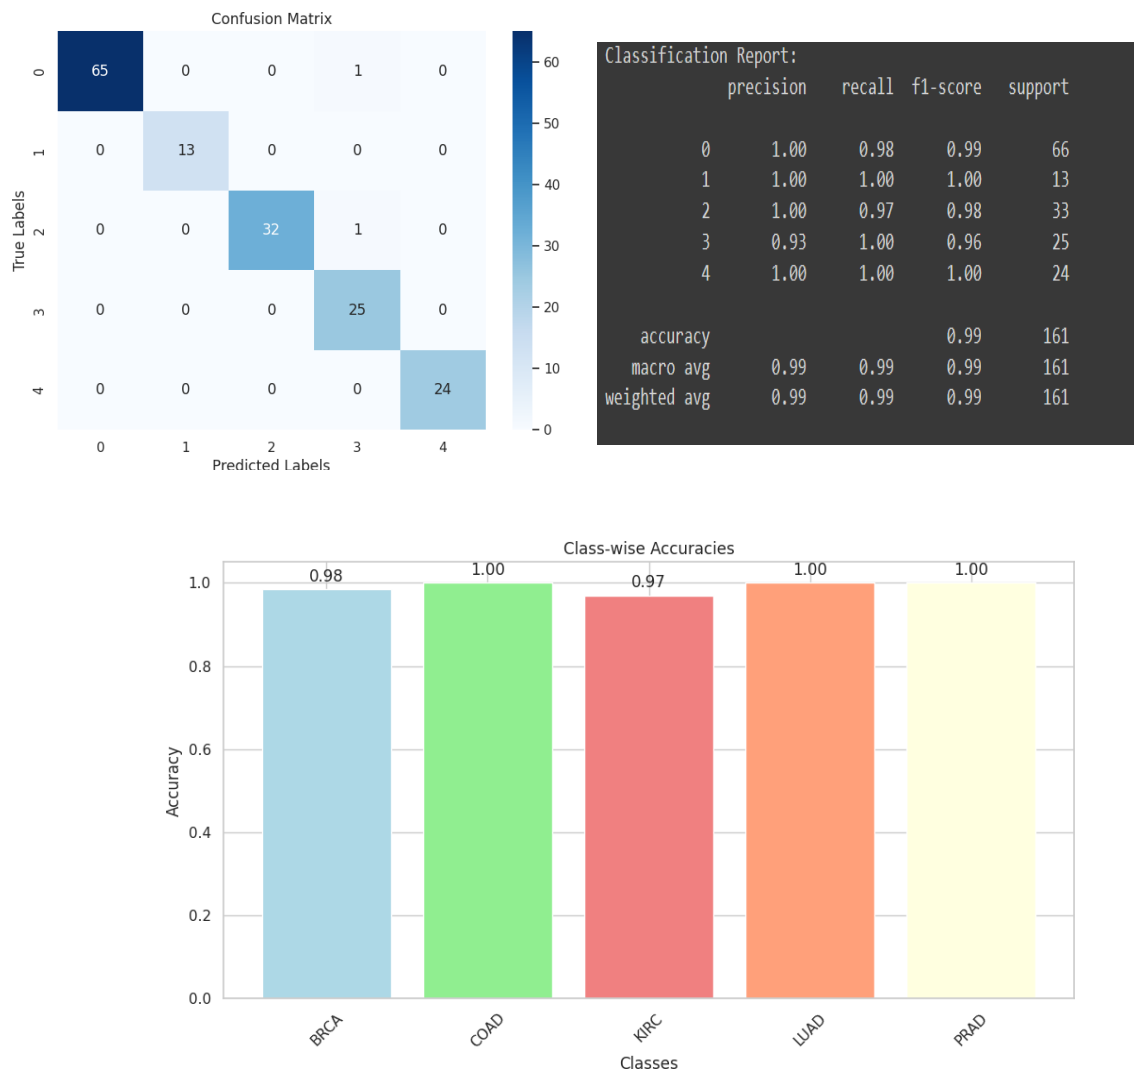 Confusion Matrix
True Labels
0 65 0 0 1 0
1 0 13 0 0 0
2 0 0 32 1 0
3 0 0 0 25 0
4 0 0 0 0 24
0 1 2 3 4
Predicted Labels
60
50
40
30
20
10
0
Classification Report:
precision recall f1-score support
0 1.00 0.98 0.99 66
1 1.00 1.00 1.00 13
2 1.00 0.97 0.98 33
3 0.93 1.00 0.96 25
4 1.00 1.00 1.00 24
accuracy 0.99 161
macro avg 0.99 0.99 0.99 161
weighted avg 0.99 0.99 0.99 161
Class-wise Accuracies
0.98 1.00 0.97 1.00 1.00
Accuracy
1.0
0.8
0.6
0.4
0.2
0.0
BRCA COAD KIRC LUAD PRAD
Classes